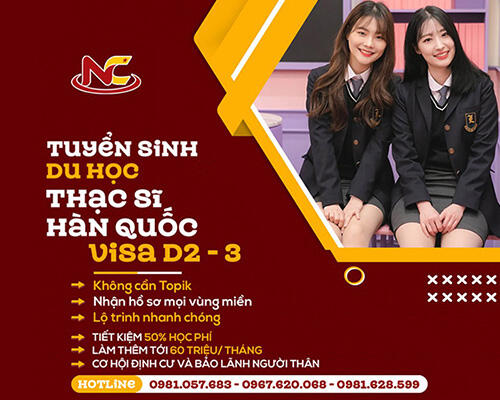 NC
TUYỂN SINH
DU HỌC
THẠC SĨ
HÀN QUỐC
VISA D2 - 3
Không cần Topik
Nhận hồ sơ mọi vùng miền
Lộ trình nhanh chóng
TIẾT KIỆM 50% HỌC PHÍ
LÀM THÊM TỚI 60 TRIỆU/ THÁNG
CƠ HỘI ĐỊNH CƯ VÀ BẢO LÃNH NGƯỜI THÂN
HOTLINE 0981.057.683 - 0967.620.068 - 0981.628.599